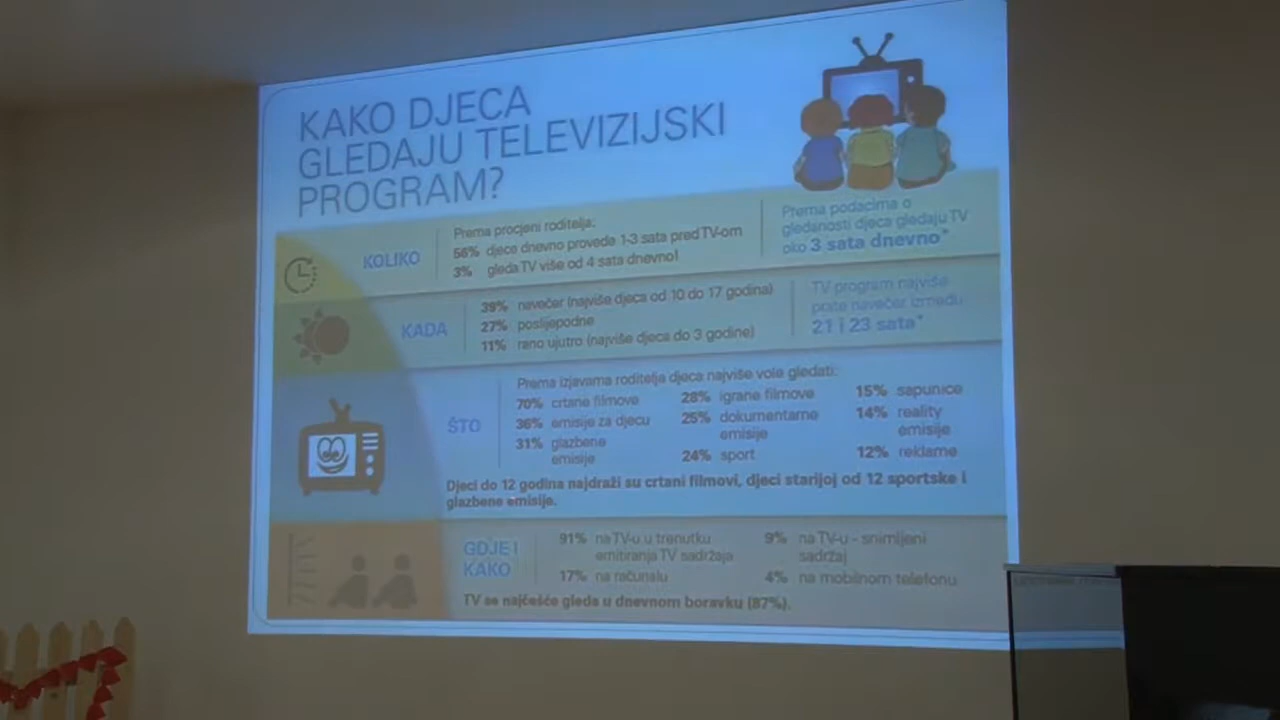 KAKO DJECA
GLEDAJU TELEVIZIJSKI
PROGRAM?
KOLIKO
Prema procjeni roditelja:
56% djece dnevno provede 1-3 sata pred TV-om
3% gleda TV više od 4 sata dnevno!
Prema podacima o
gledanosti djeca gledaju TV
oko 3 sata dnevno*
KADA
39% navečer (najviše djeca od 10 do 17 godina)
27% poslijepodne
11% rano ujutro (najviše djeca do 3 godine)
TV program najviše
prate navečer između
21 i 23 sata*
ŠTO
Prema izjavama roditelja djeca najviše vole gledati:
70% crtane filmove
36% emisije za djecu
31% glazbene
emisije
28% igrane filmove
25% dokumentarne
emisije
24% sport
15% sapunice
14% reality
emisije
12% reklame
Djeci do 12 godina najdraži su crtani filmovi, djeci starijoj od 12 sportske i
glazbene emisije.
GDJE I
KAKO
91% na TV-u u trenutku
emitiranja TV sadržaja
17% na računalu
9% na TV-u - snimljeni
sadržaj
4% na mobilnom telefonu
TV se najčešće gleda u dnevnom boravku (87%).